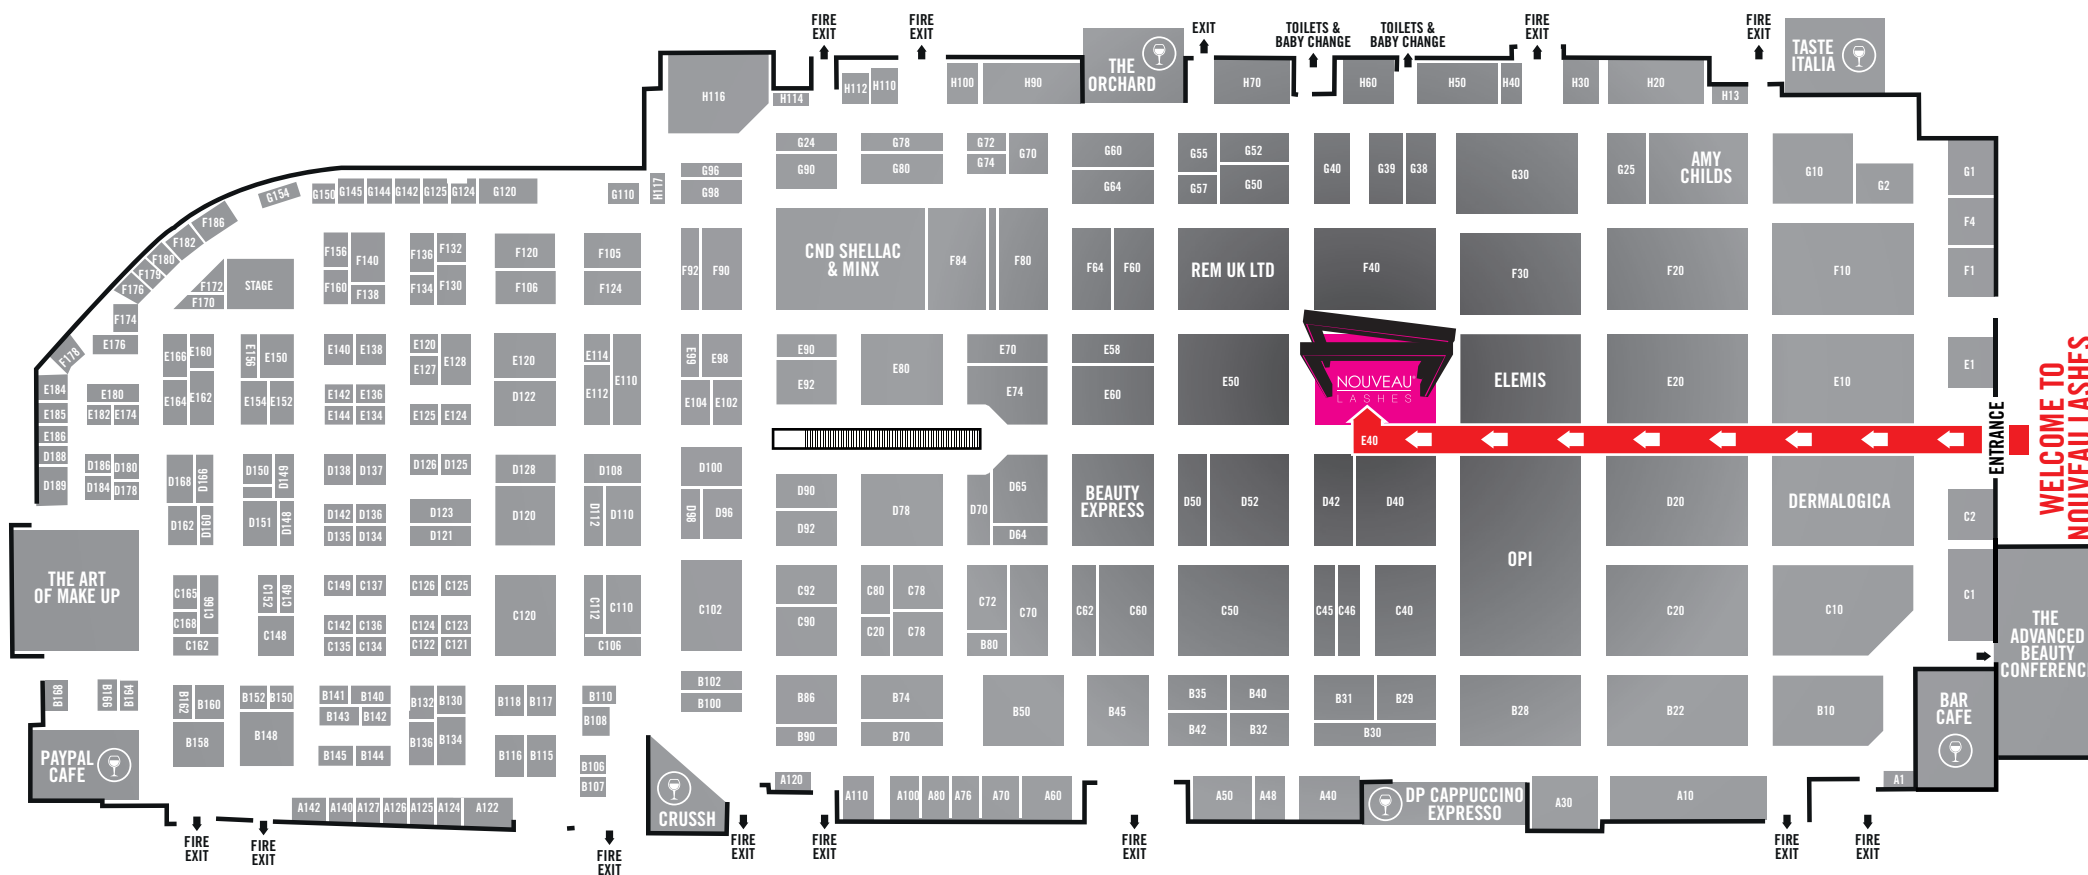 FIRE
EXIT
FIRE
EXIT
EXIT
TOILETS &
BABY CHANGE
TOILETS &
BABY CHANGE
FIRE
EXIT
FIRE
EXIT
TASTE
ITALIA
THE
ORCHARD
H116
H114
H112
H110
H100
H90
H70
H60
H50
H40
H30
H20
H13
G24
G78
G72
G70
G60
G55
G52
G40
G39
G38
G30
G25
AMY
CHILDS
G10
G2
G1
G90
G80
G74
G64
G57
G50
G96
G98
H117
G110
G120
G124
G125
G142
G144
G145
G150
G154
F186
F182
F180
F179
F176
F174
F172
F170
STAGE
F156
F140
F160
F138
F136
F132
F134
F130
F120
F106
F105
F124
F92
F90
CND SHELLAC
& MINX
F84
F80
F64
F60
REM UK LTD
F40
F30
F20
F10
F4
F1
F178
E176
E166
E160
E164
E162
E156
E150
E154
E152
E140
E138
E142
E136
E144
E134
E120
E127
E128
E125
E124
E120
D122
E114
E112
E110
E99
E98
E104
E102
E90
E92
E80
E70
E74
E58
E60
E50
NOUVEAU
LASHES
ELEMIS
E20
E10
E1
E184
E185
E186
D188
D189
E180
E182
E174
E40
ENTRANCE
WELCOME TO
NOUVEAU LASHES
D186
D180
D184
D178
D168
D166
D162
D160
D150
D149
D151
D148
D138
D137
D142
D136
D135
D134
D126
D125
D123
D121
D128
D120
D108
D112
D110
D100
D98
D96
D90
D92
D78
D70
D65
D64
BEAUTY
EXPRESS
D50
D52
D42
D40
OPI
D20
DERMALOGICA
C2
THE ART
OF MAKE UP
C165
C166
C168
C162
C152
C149
C148
C149
C137
C142
C136
C135
C134
C126
C125
C124
C123
C122
C121
C120
C112
C110
C106
C102
C92
C90
C80
C78
C20
C78
C72
C70
B80
C62
C60
C50
C45
C46
C40
C20
C10
C1
THE
ADVANCED
BEAUTY
CONFERENCE
B168
B166
B164
B162
B160
B158
B152
B150
B148
B141
B140
B143
B142
B145
B144
B132
B130
B136
B134
B118
B117
B116
B115
B110
B108
B106
B107
B102
B100
B86
B90
B74
B70
B50
B45
B35
B40
B42
B32
B31
B29
B30
B28
B22
B10
BAR
CAFE
PAYPAL
CAFE
A142
A140
A127
A126
A125
A124
A122
CRUSSH
A120
A110
A100
A80
A76
A70
A60
A50
A48
A40
DP CAPPUCCINO
EXPRESSO
A30
A10
A1
FIRE
EXIT
FIRE
EXIT
FIRE
EXIT
FIRE
EXIT
FIRE
EXIT
FIRE
EXIT
FIRE
EXIT
FIRE
EXIT